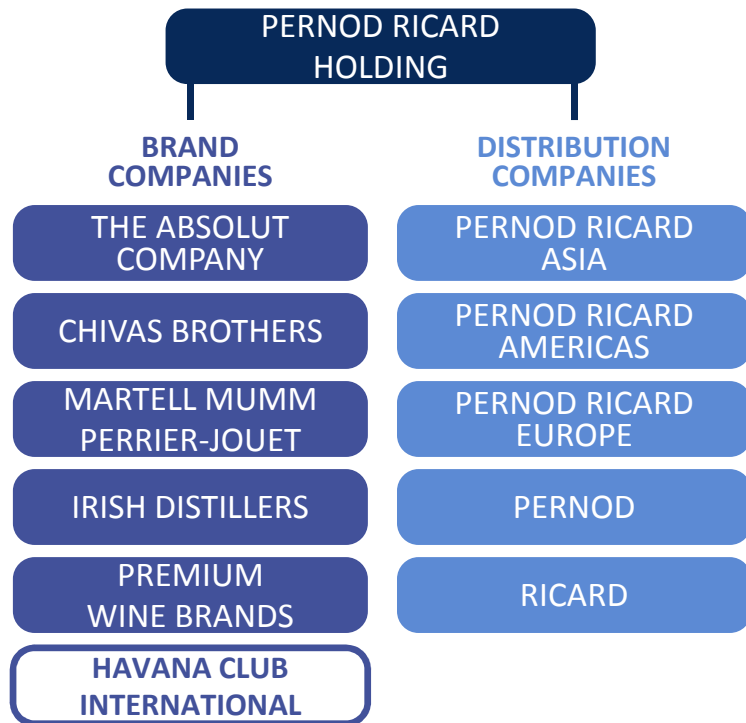 PERNOD RICARD
HOLDING
BRAND
COMPANIES
THE ABSOLUT
COMPANY
CHIVAS BROTHERS
MARTELL MUMM
PERRIER-JOUET
IRISH DISTILLERS
PREMIUM
WINE BRANDS
HAVANA CLUB
INTERNATIONAL
DISTRIBUTION
COMPANIES
PERNOD RICARD
ASIA
PERNOD RICARD
AMERICAS
PERNOD RICARD
EUROPE
PERNOD
RICARD